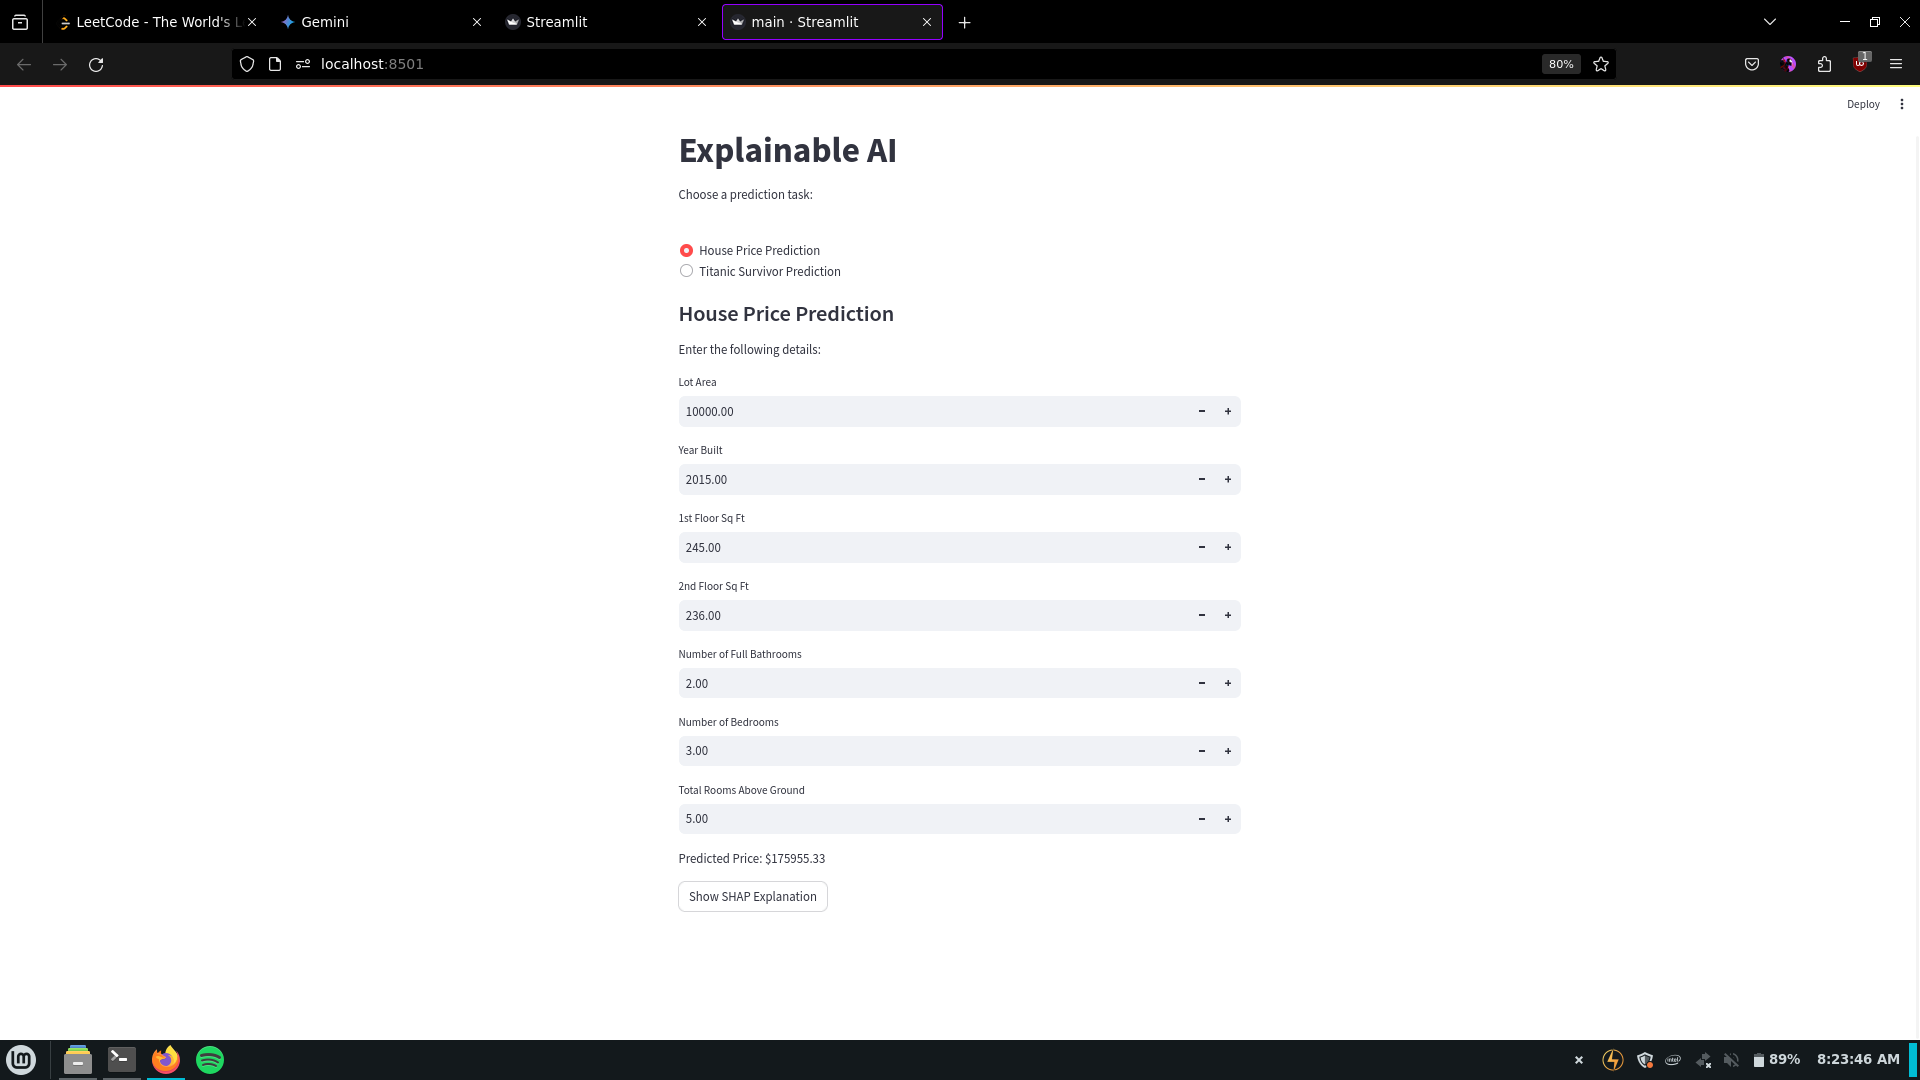 LeetCode - The World's L
Gemini
Streamlit
main · Streamlit
localhost:8501
80%
1
Deploy
Explainable AI
Choose a prediction task:
House Price Prediction
Titanic Survivor Prediction
House Price Prediction
Enter the following details:
Lot Area
10000.00
Year Built
2015.00
1st Floor Sq Ft
245.00
2nd Floor Sq Ft
236.00
Number of Full Bathrooms
2.00
Number of Bedrooms
3.00
Total Rooms Above Ground
5.00
Predicted Price: $175955.33
Show SHAP Explanation
89%
8:23:46 AM